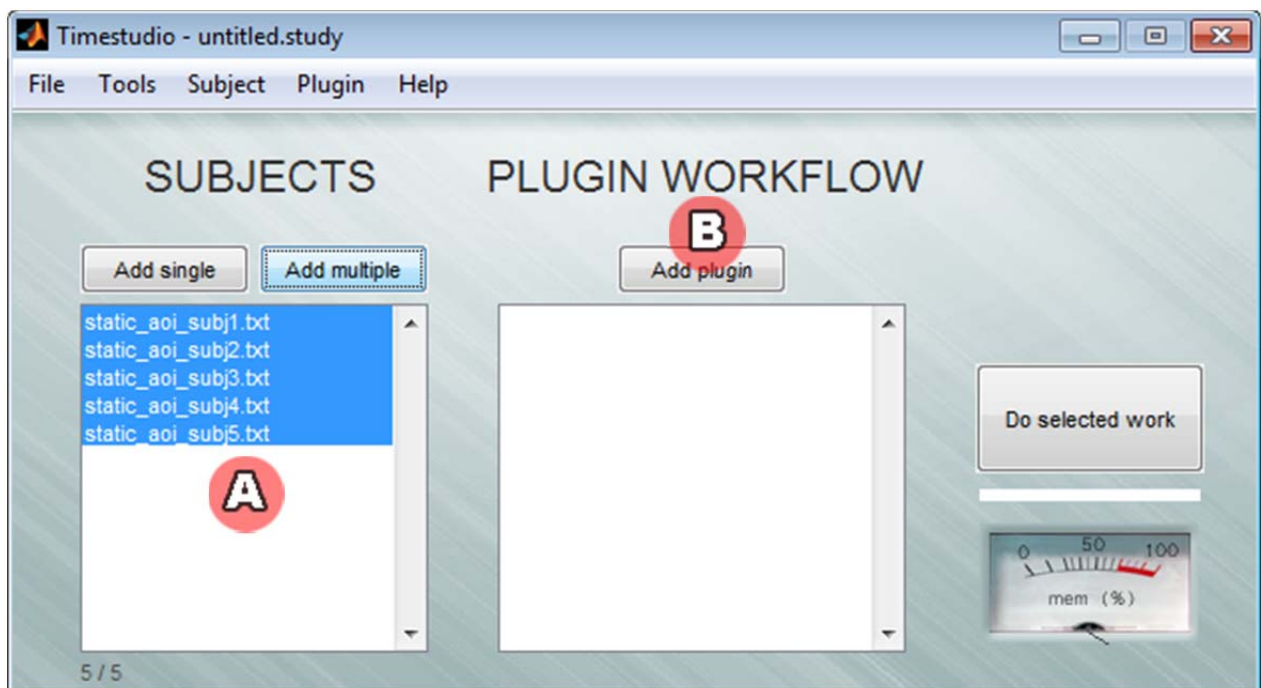 Timestudio - untitled.study
File Tools Subject Plugin Help
SUBJECTS PLUGIN WORKFLOW
B
Add single Add multiple Add plugin
static_aoi_subj1.txt
static_aoi_subj2.txt
static_aoi_subj3.txt
static_aoi_subj4.txt
static_aoi_subj5.txt
Do selected work
A
0 50 100
mem (%)
5 / 5